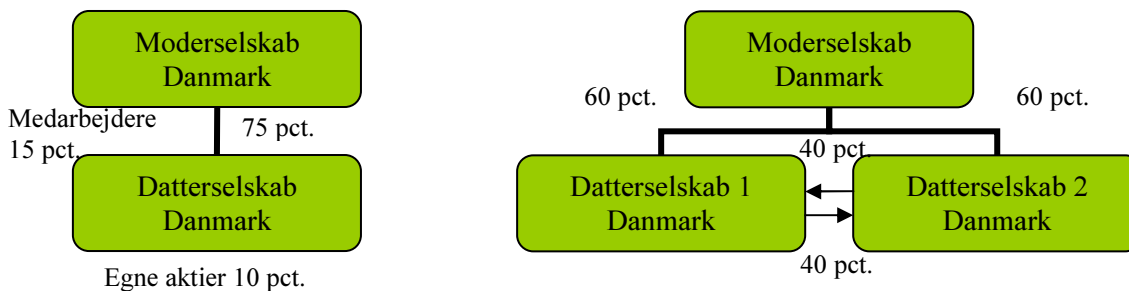 Moderselskab
Danmark
Medarbejdere
15 pct.
75 pct.
Datterselskab
Danmark
Egne aktier 10 pct.
Moderselskab
Danmark
60 pct.
60 pct.
40 pct.
Datterselskab 1
Danmark
Datterselskab 2
Danmark
40 pct.